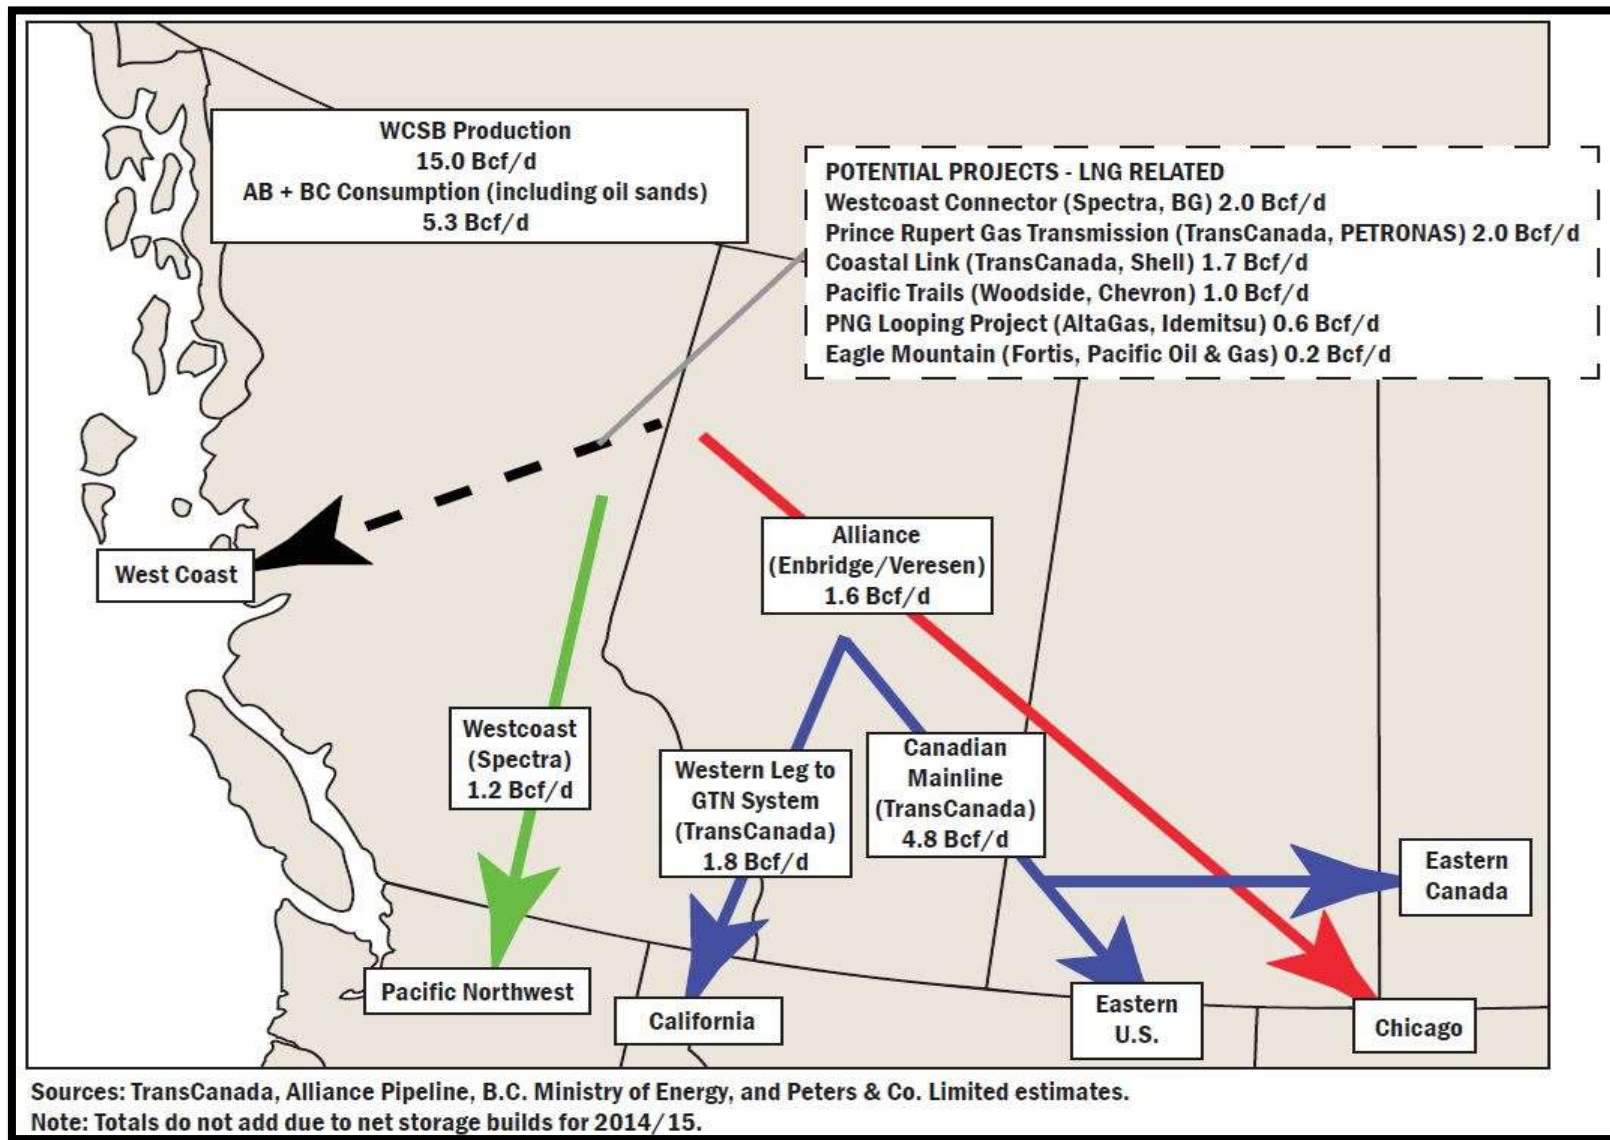 WCSB Production
15.0 Bcf/d
AB + BC Consumption (including oil sands)
5.3 Bcf/d
POTENTIAL PROJECTS - LNG RELATED
Westcoast Connector (Spectra, BG) 2.0 Bcf/d
Prince Rupert Gas Transmission (TransCanada, PETRONAS) 2.0 Bcf/d
Coastal Link (TransCanada, Shell) 1.7 Bcf/d
Pacific Trails (Woodside, Chevron) 1.0 Bcf/d
PNG Looping Project (AltaGas, Idemitsu) 0.6 Bcf/d
Eagle Mountain (Fortis, Pacific Oil & Gas) 0.2 Bcf/d
West Coast
Alliance
(Enbridge/Veresen)
1.6 Bcf/d
Westcoast
(Spectra)
1.2 Bcf/d
Western Leg to
GTN System
(TransCanada)
1.8 Bcf/d
Canadian
Mainline
(TransCanada)
4.8 Bcf/d
Eastern
Canada
Pacific Northwest
California
Eastern
U.S.
Chicago
Sources: TransCanada, Alliance Pipeline, B.C. Ministry of Energy, and Peters & Co. Limited estimates.
Note: Totals do not add due to net storage builds for 2014/15.